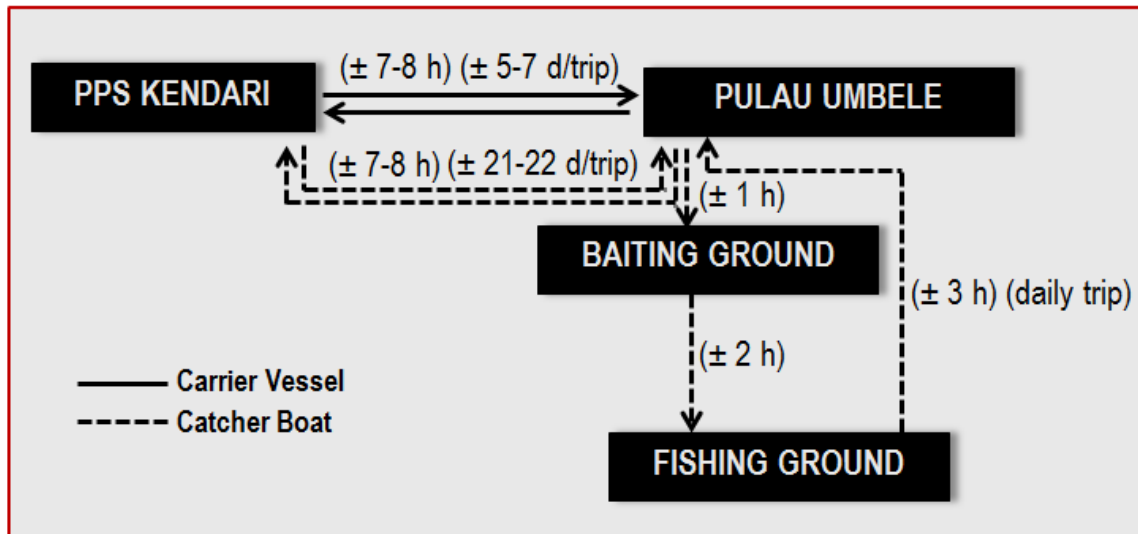 (± 7-8 h) (± 5-7 d/trip)
PPS KENDARI
PULAU UMBELE
(± 7-8 h) (± 21-22 d/trip)
(± 1 h)
BAITING GROUND
(± 3 h) (daily trip)
(± 2 h)
Carrier Vessel
Catcher Boat
FISHING GROUND